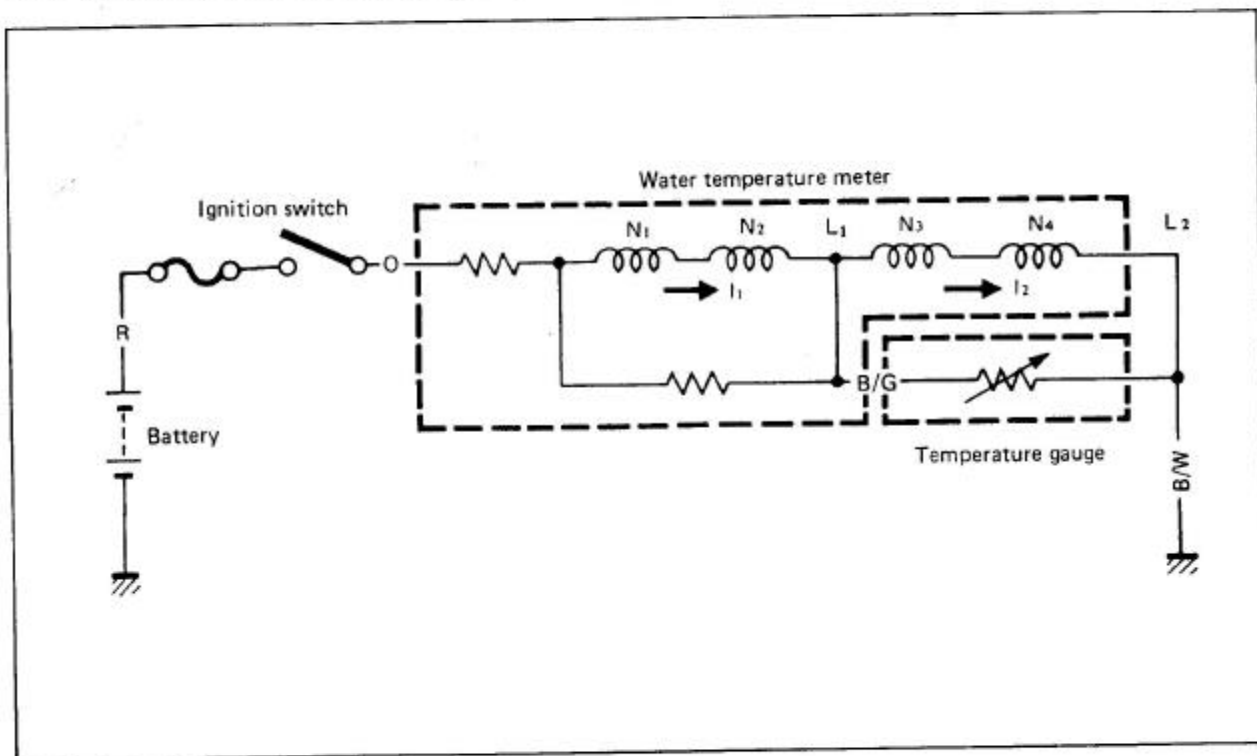 Water temperature meter
Ignition switch
N₁ N₂ L₁ N₃ N₄ L₂
O
I₁ I₂
R
B/G
Battery
Temperature gauge
B/W